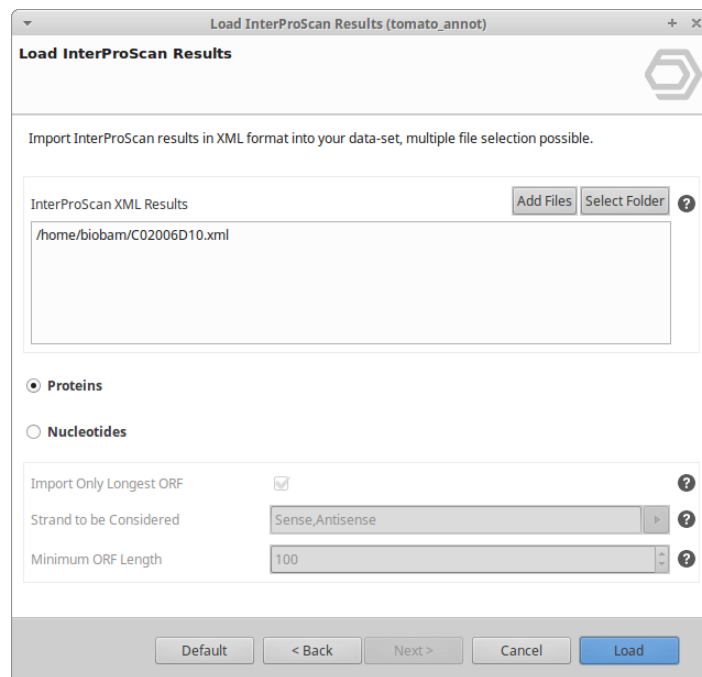 Load InterProScan Results (tomato_annot)
Load InterProScan Results
Import InterProScan results in XML format into your data-set, multiple file selection possible.
InterProScan XML Results Add Files Select Folder ?
/home/biobam/C02006D10.xml
Proteins
Nucleotides
Import Only Longest ORF ?
Strand to be Considered Sense,Antisense ?
Minimum ORF Length 100 ?
Default < Back Next > Cancel Load